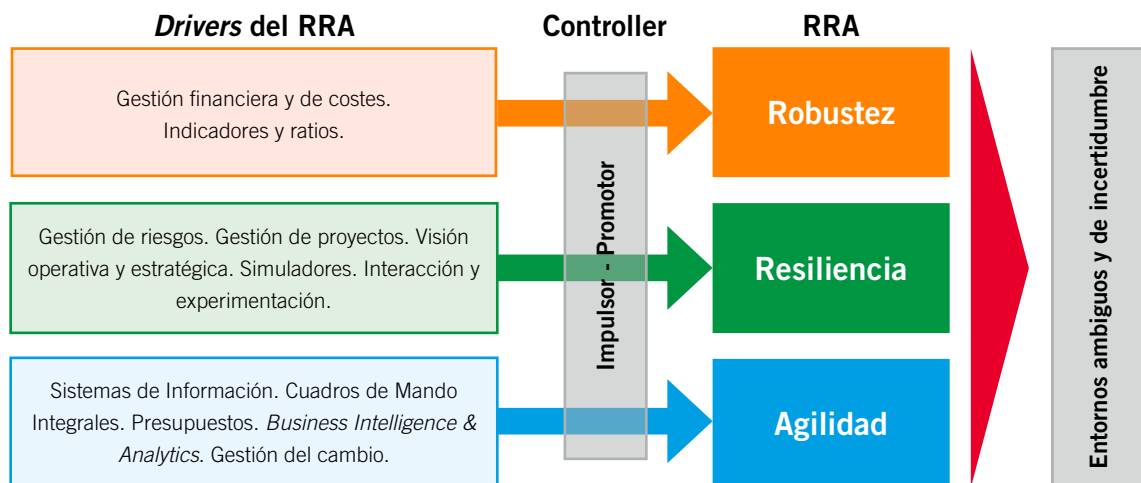 Drivers del RRA
Controller
RRA
Gestión financiera y de costes.
Indicadores y ratios.
Robustez
Gestión de riesgos. Gestión de proyectos. Visión
operativa y estratégica. Simuladores. Interacción y
experimentación.
Resiliencia
Sistemas de Información. Cuadros de Mando
Integrales. Presupuestos. Business Intelligence &
Analytics. Gestión del cambio.
Agilidad
Impulsor - Promotor
Entornos ambiguos y de incertidumbre